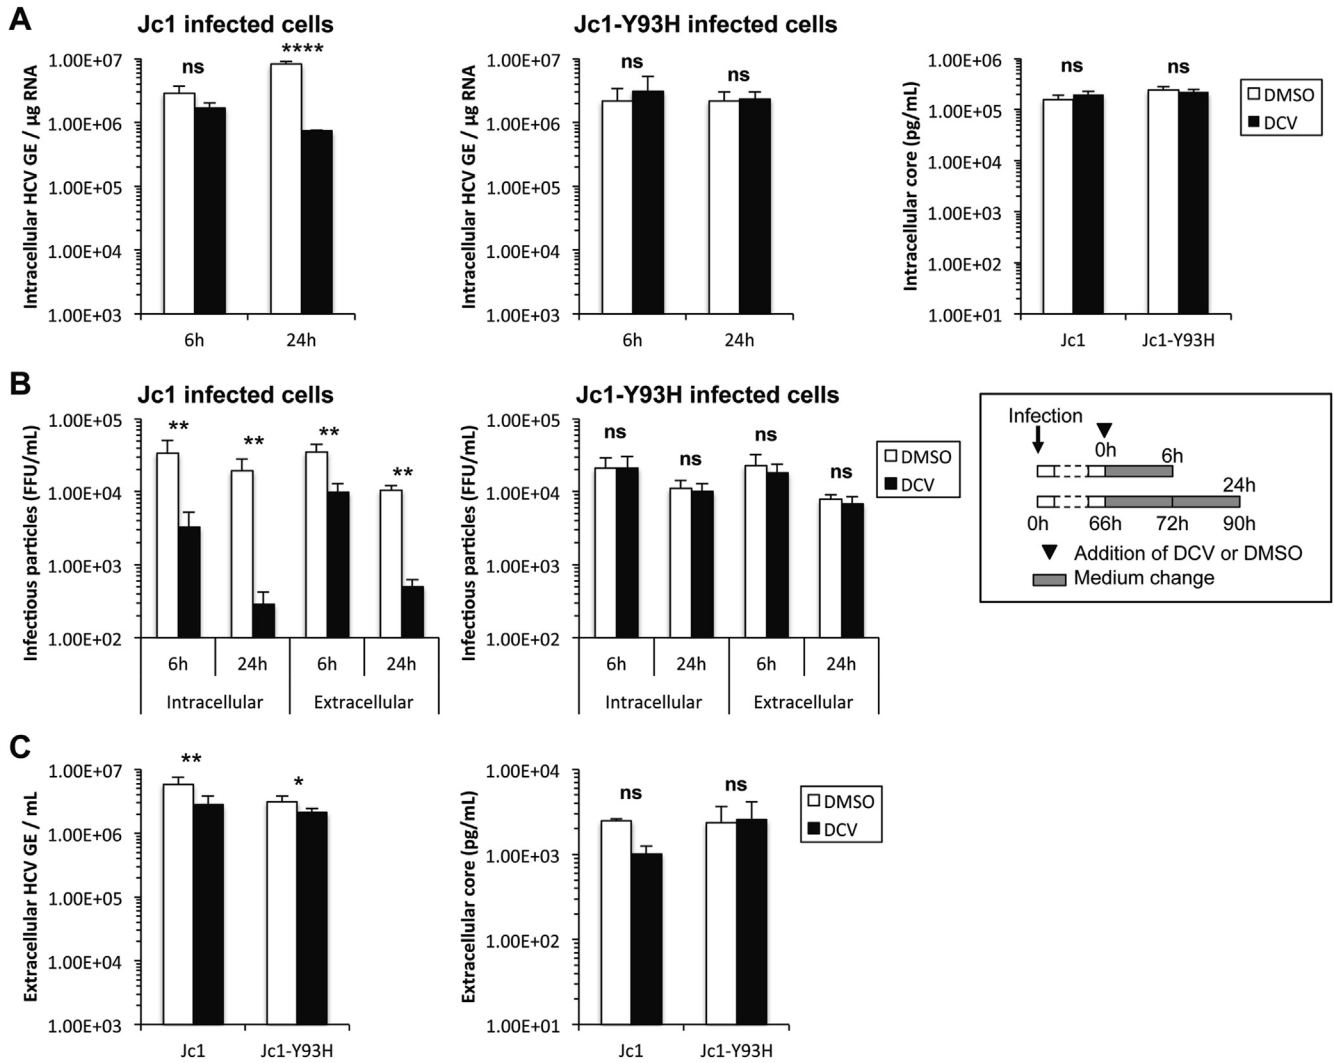 A
Jc1 infected cells
Intracellular HCV GE / µg RNA
1.00E+07
1.00E+06
1.00E+05
1.00E+04
1.00E+03
ns
****
6h
24h
Jc1-Y93H infected cells
Intracellular HCV GE / µg RNA
1.00E+07
1.00E+06
1.00E+05
1.00E+04
1.00E+03
ns
ns
6h
24h
Intracellular core (pg/mL)
1.00E+06
1.00E+05
1.00E+04
1.00E+03
1.00E+02
1.00E+01
ns
ns
Jc1
Jc1-Y93H
DMSO
DCV
B
Jc1 infected cells
Infectious particles (FFU/mL)
1.00E+05
1.00E+04
1.00E+03
1.00E+02
**
**
**
**
6h
24h
6h
24h
Intracellular
Extracellular
Jc1-Y93H infected cells
Infectious particles (FFU/mL)
1.00E+05
1.00E+04
1.00E+03
1.00E+02
ns
ns
ns
ns
6h
24h
6h
24h
Intracellular
Extracellular
DMSO
DCV
Infection
0h
6h
24h
0h
66h
72h
90h
Addition of DCV or DMSO
Medium change
C
Extracellular HCV GE / mL
1.00E+07
1.00E+06
1.00E+05
1.00E+04
1.00E+03
**
*
Jc1
Jc1-Y93H
Extracellular core (pg/mL)
1.00E+04
1.00E+03
1.00E+02
1.00E+01
ns
ns
Jc1
Jc1-Y93H
DMSO
DCV